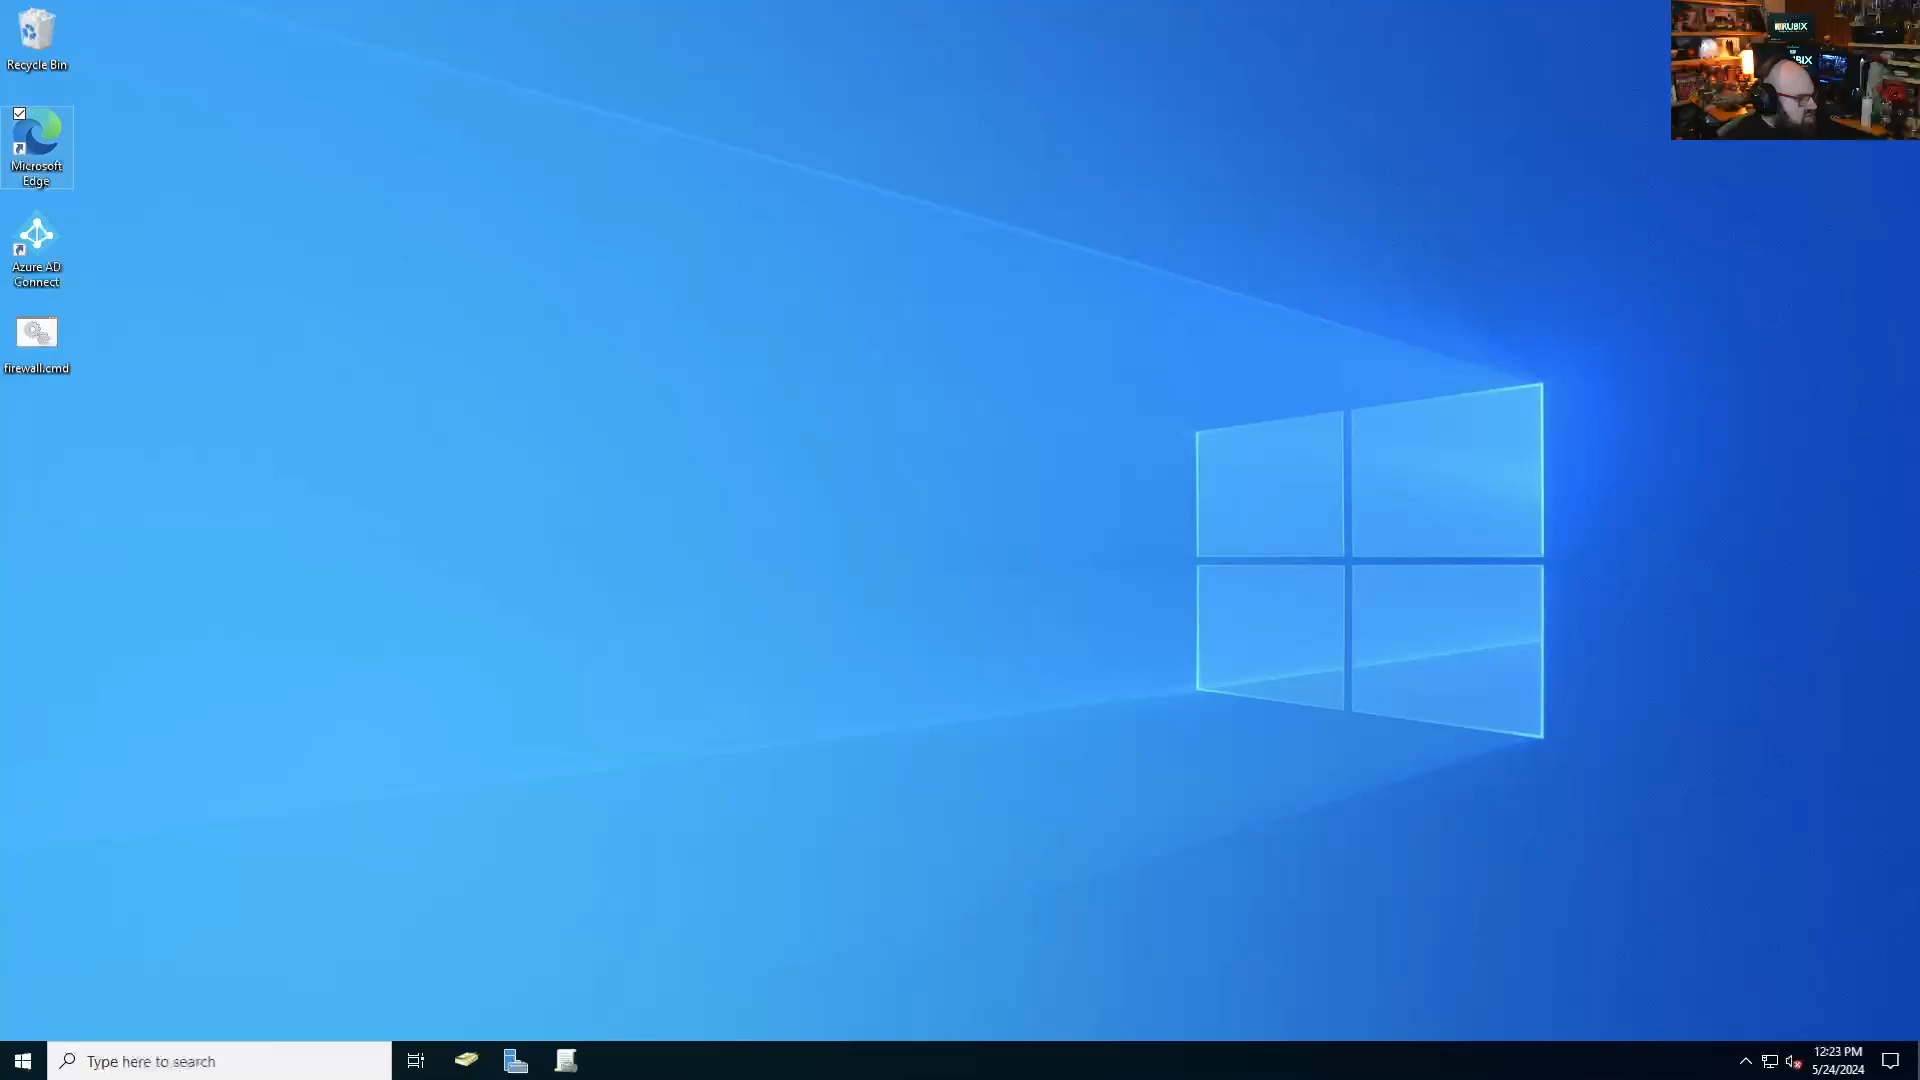 Recycle Bin
Microsoft
Edge
Azure AD
Connect
firewall.cmd
RUBIX
Type here to search
12:23 PM
5/24/2024